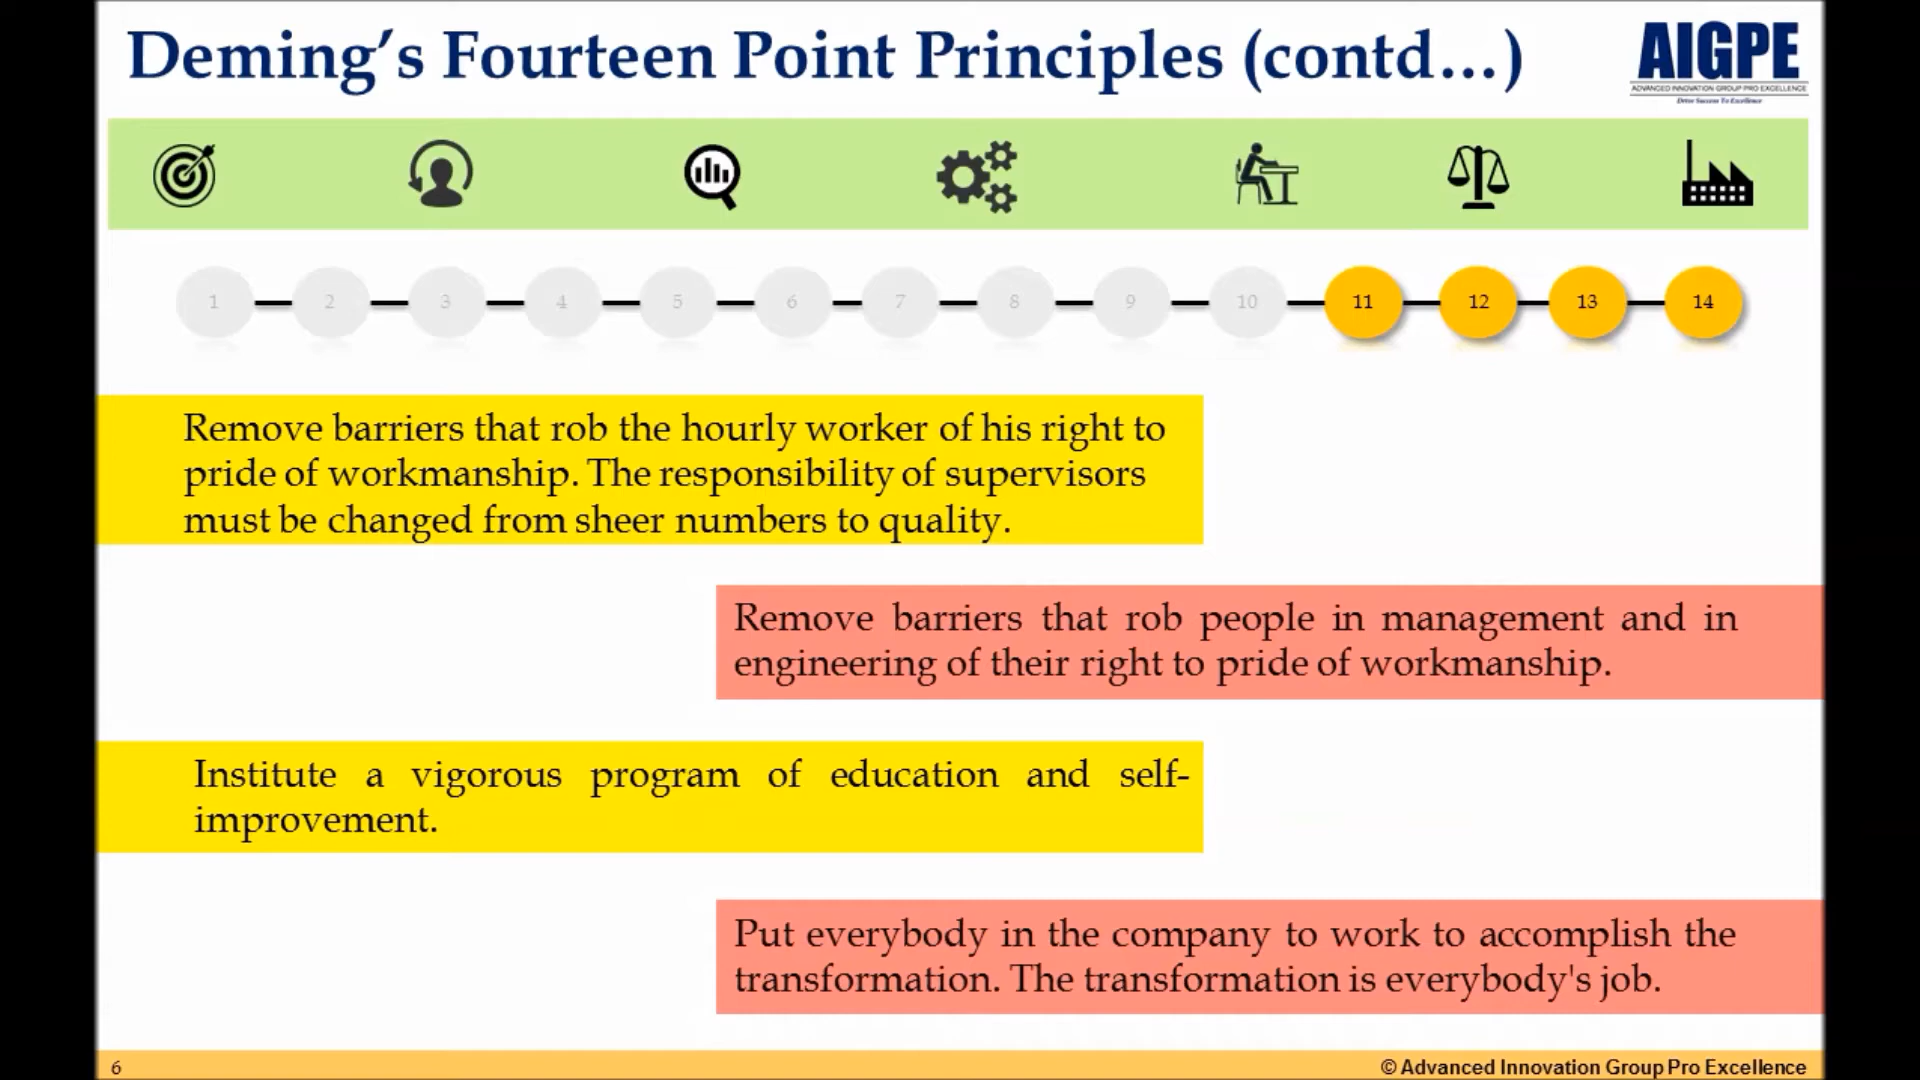 Deming’s Fourteen Point Principles (contd...)
AIGPE
ADVANCED INNOVATION GROUP PRO EXCELLENCE
Drive Success To Excellence
1 2 3 4 5 6 7 8 9 10 11 12 13 14
Remove barriers that rob the hourly worker of his right to
pride of workmanship. The responsibility of supervisors
must be changed from sheer numbers to quality.
Remove barriers that rob people in management and in
engineering of their right to pride of workmanship.
Institute a vigorous program of education and self-
improvement.
Put everybody in the company to work to accomplish the
transformation. The transformation is everybody's job.
6
© Advanced Innovation Group Pro Excellence